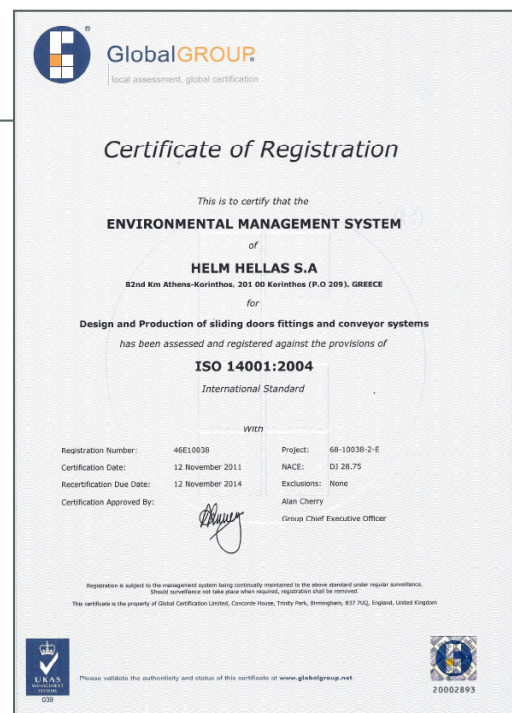 GlobalGROUP®
local assessment, global certification
Certificate of Registration
This is to certify that the
ENVIRONMENTAL MANAGEMENT SYSTEM
of
HELM HELLAS S.A
82nd Km Athens-Korinthos, 201 00 Korinthos (P.O 209), GREECE
for
Design and Production of sliding doors fittings and conveyor systems
has been assessed and registered against the provisions of
ISO 14001:2004
International Standard
With
Registration Number: 46E10038 Project: 68-10038-2-E
Certification Date: 12 November 2011 NACE: DJ 28.75
Recertification Due Date: 12 November 2014 Exclusions: None
Certification Approved By: Alan Cherry
Group Chief Executive Officer
Registration is subject to the management system being continually maintained to the above standard under regular surveillance.
Should surveillance not take place when required, registration shall be removed.
This certificate is the property of Global Certification Limited, Concorde House, Trinity Park, Birmingham, B37 7UQ, England, United Kingdom
UKAS
MANAGEMENT
SYSTEMS
038
Please validate the authenticity and status of this certificate at www.globalgroup.net
20002893